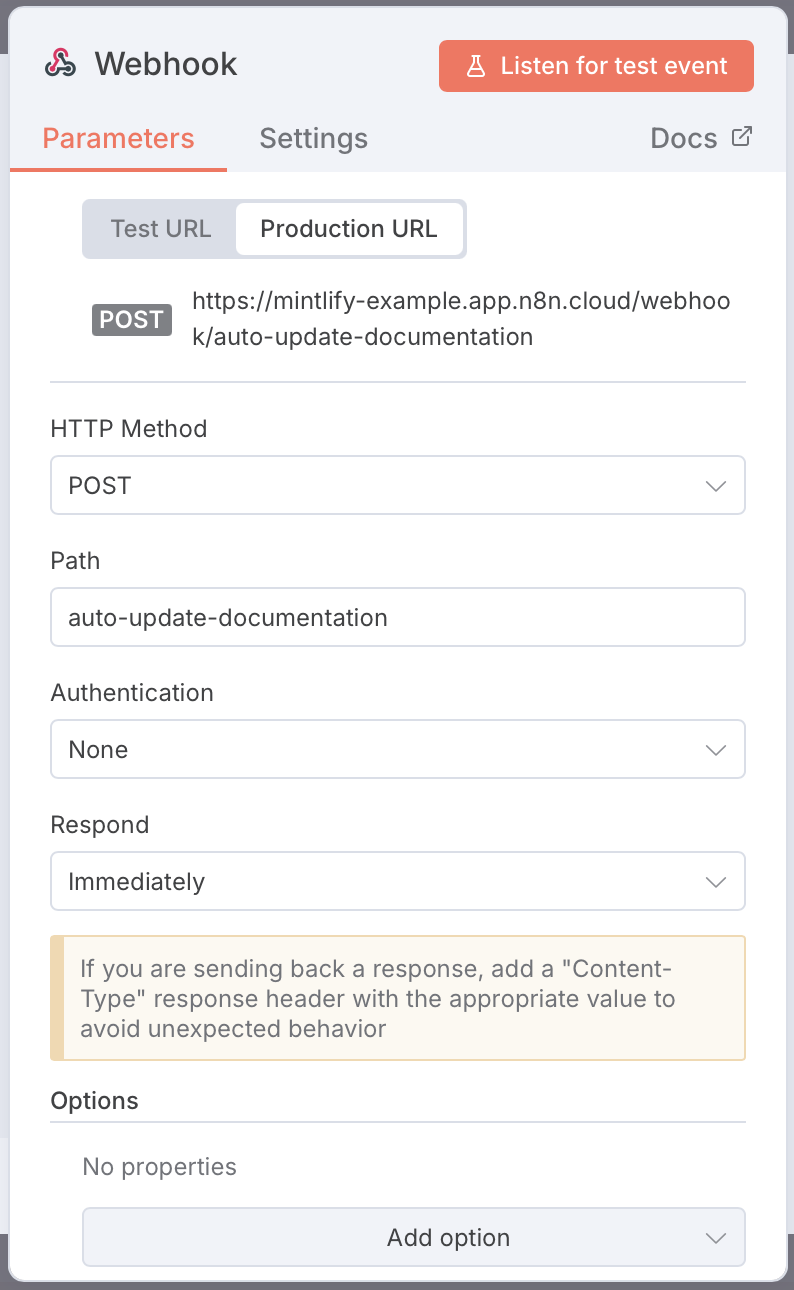 Webhook
Listen for test event
Parameters
Settings
Docs
Test URL
Production URL
POST
https://mintlify-example.app.n8n.cloud/webhoo
k/auto-update-documentation
HTTP Method
POST
Path
auto-update-documentation
Authentication
None
Respond
Immediately
If you are sending back a response, add a "Content-
Type" response header with the appropriate value to
avoid unexpected behavior
Options
No properties
Add option